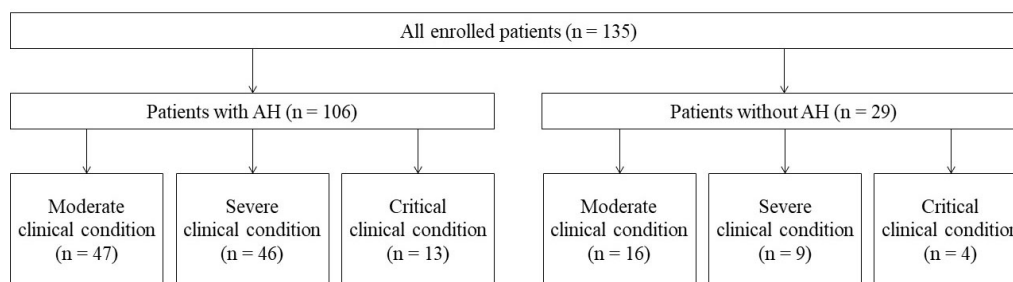 All enrolled patients (n = 135)
Patients with AH (n = 106)
Patients without AH (n = 29)
Moderate
clinical condition
(n = 47)
Severe
clinical condition
(n = 46)
Critical
clinical condition
(n = 13)
Moderate
clinical condition
(n = 16)
Severe
clinical condition
(n = 9)
Critical
clinical condition
(n = 4)